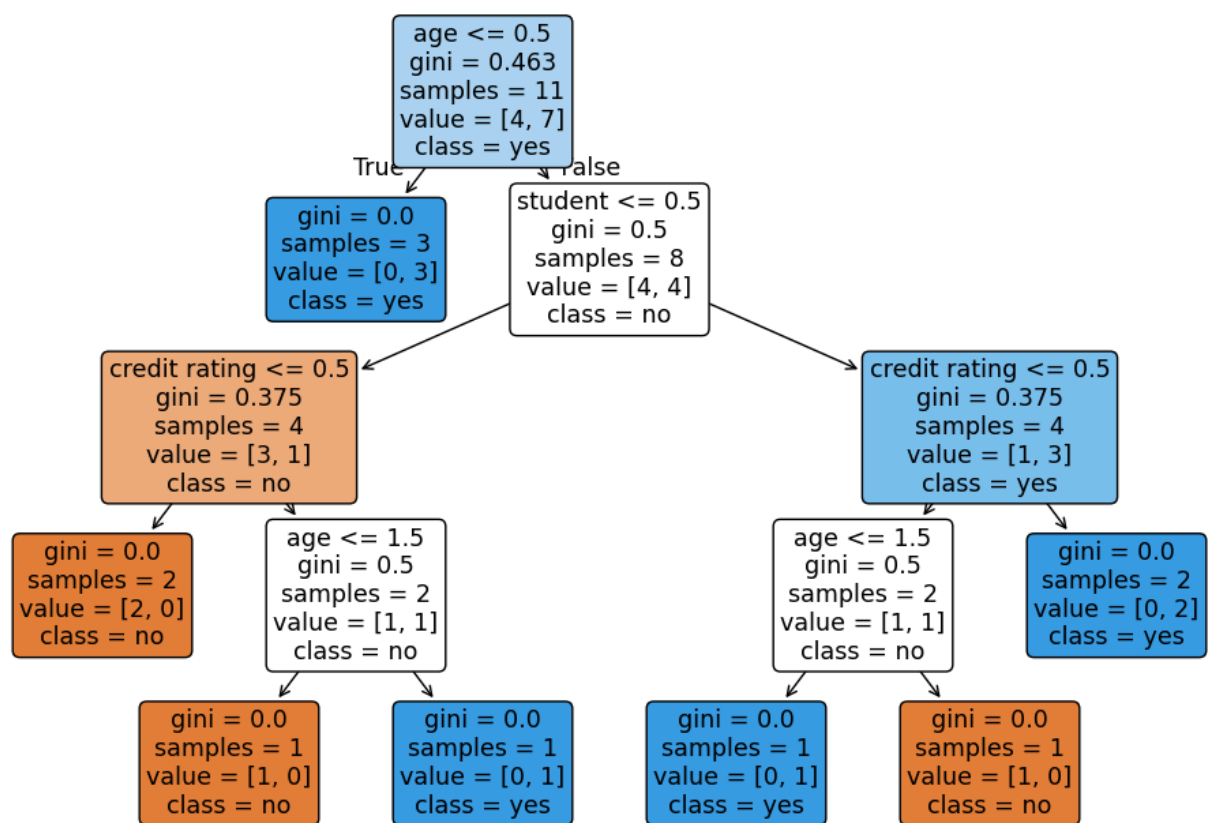 age <= 0.5
gini = 0.463
samples = 11
value = [4, 7]
class = yes
True
False
gini = 0.0
samples = 3
value = [0, 3]
class = yes
student <= 0.5
gini = 0.5
samples = 8
value = [4, 4]
class = no
credit rating <= 0.5
gini = 0.375
samples = 4
value = [3, 1]
class = no
credit rating <= 0.5
gini = 0.375
samples = 4
value = [1, 3]
class = yes
gini = 0.0
samples = 2
value = [2, 0]
class = no
age <= 1.5
gini = 0.5
samples = 2
value = [1, 1]
class = no
age <= 1.5
gini = 0.5
samples = 2
value = [1, 1]
class = no
gini = 0.0
samples = 2
value = [0, 2]
class = yes
gini = 0.0
samples = 1
value = [1, 0]
class = no
gini = 0.0
samples = 1
value = [0, 1]
class = yes
gini = 0.0
samples = 1
value = [0, 1]
class = yes
gini = 0.0
samples = 1
value = [1, 0]
class = no